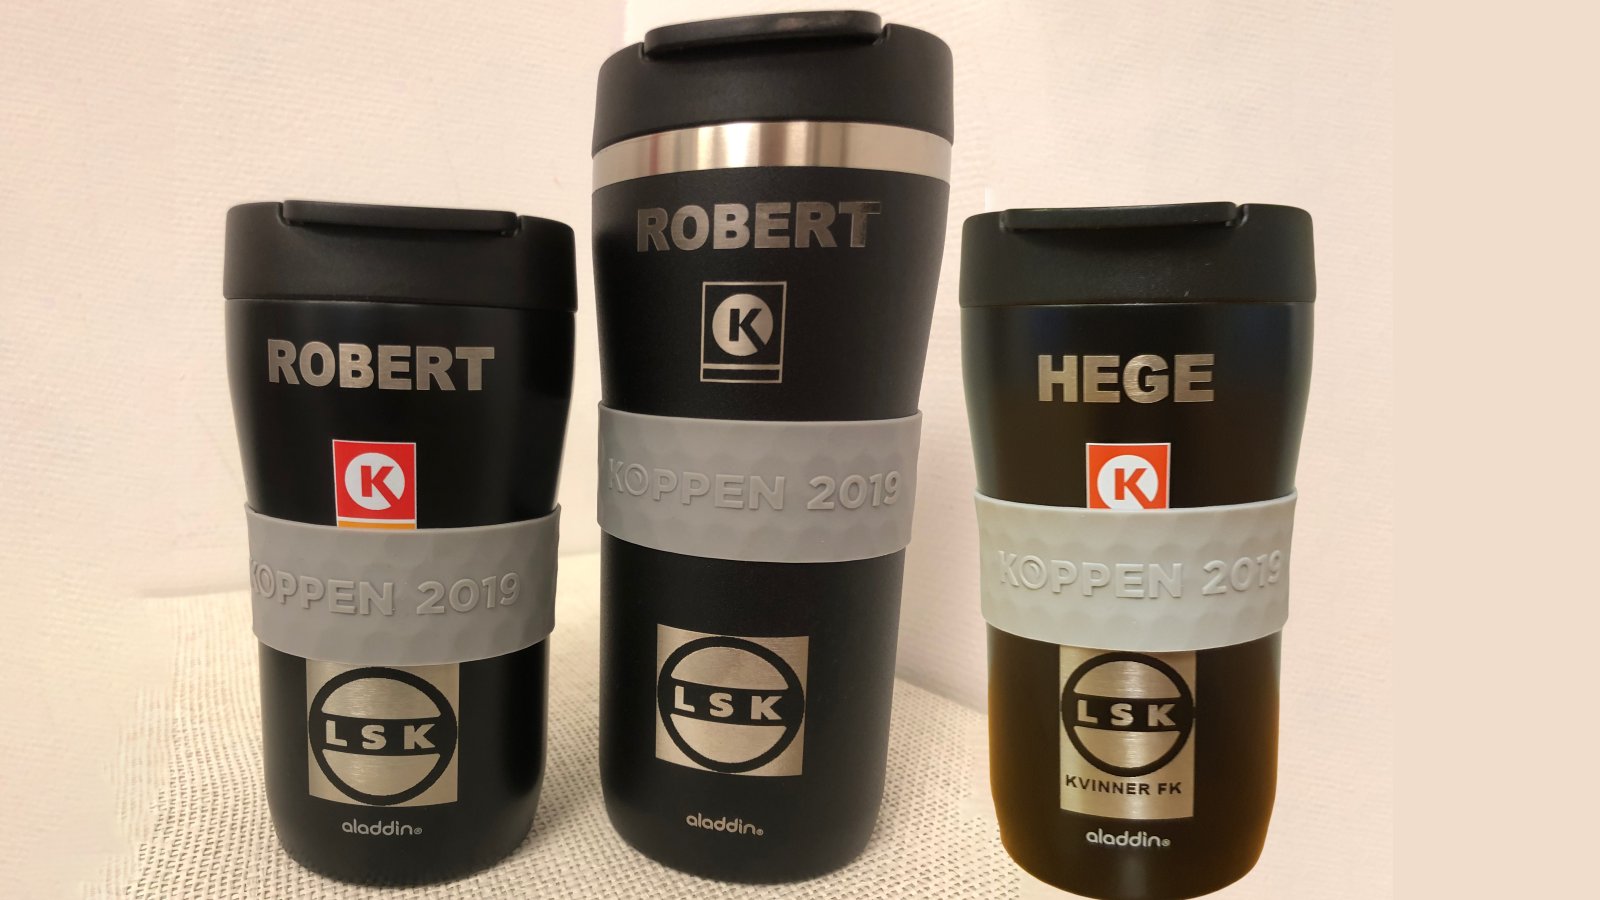 ROBERT
K
KOPPEN 2019
LSK
aladdin®
ROBERT
K
KOPPEN 2019
LSK
aladdin®
HEGE
K
KOPPEN 2019
LSK
KVINNER FK
aladdin®